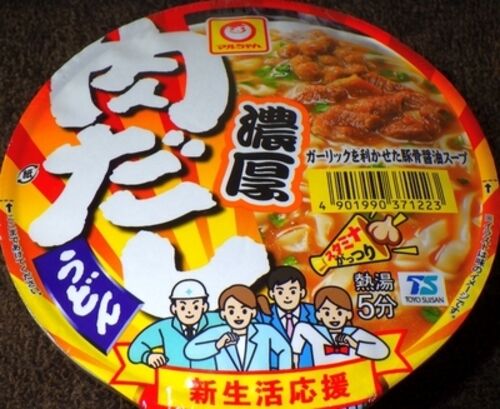 マルちゃん
肉だし
うどん
濃厚
ガーリックを利かせた豚骨醤油スープ
4 901990 371223
スタミナ
がっつり
熱湯
5分
TS
TOYO SUISAN
紙
新生活応援